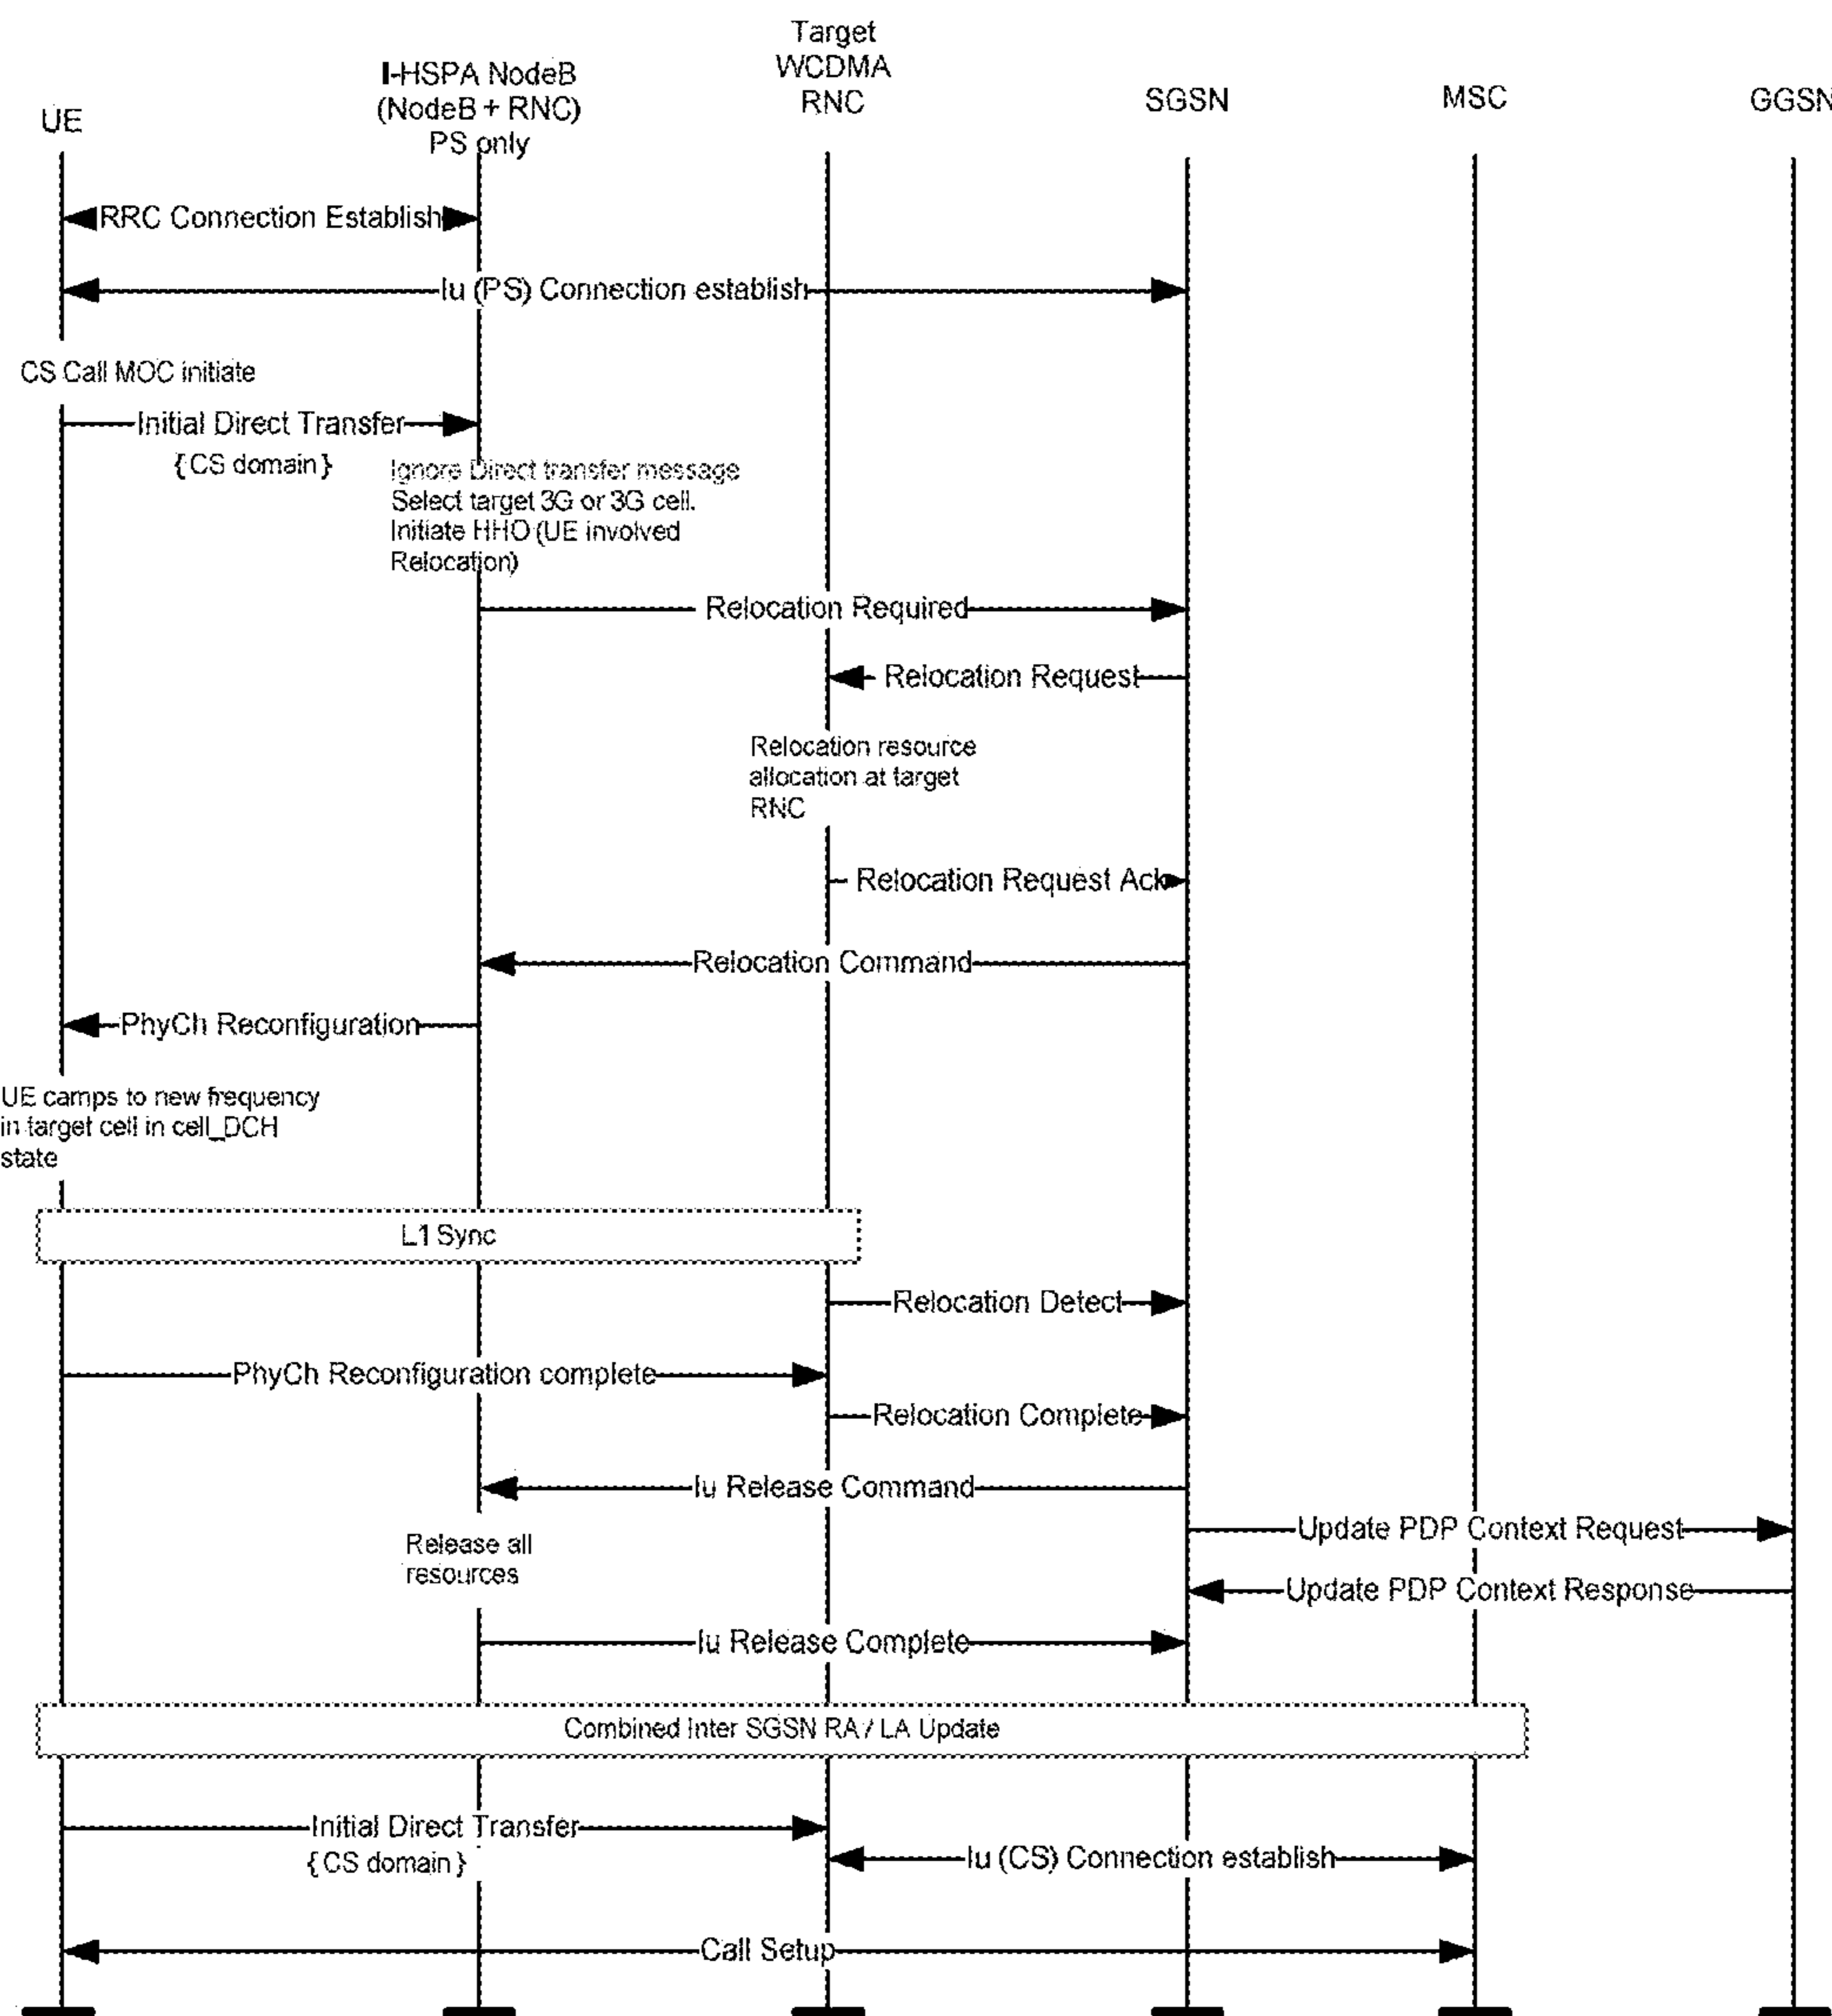 Target
WCDMA
RNC
I-HSPA NodeB
(NodeB + RNC)
PS only
UE
SGSN
MSC
GGSN
RRC Connection Establish
Iu (PS) Connection establish
CS Call MOC initiate
Initial Direct Transfer
{CS domain}
Ignore Direct transfer message
Select target 3G or 3G cell.
Initiate HHO (UE involved
Relocation)
Relocation Required
Relocation Request
Relocation resource
allocation at target
RNC
Relocation Request Ack
Relocation Command
PhyCh Reconfiguration
UE camps to new frequency
in target cell in cell_DCH
state
L1 Sync
Relocation Detect
PhyCh Reconfiguration complete
Relocation Complete
Iu Release Command
Update PDP Context Request
Release all
resources
Update PDP Context Response
Iu Release Complete
Combined Inter SGSN RA / LA Update
Initial Direct Transfer
{CS domain}
Iu (CS) Connection establish
Call Setup